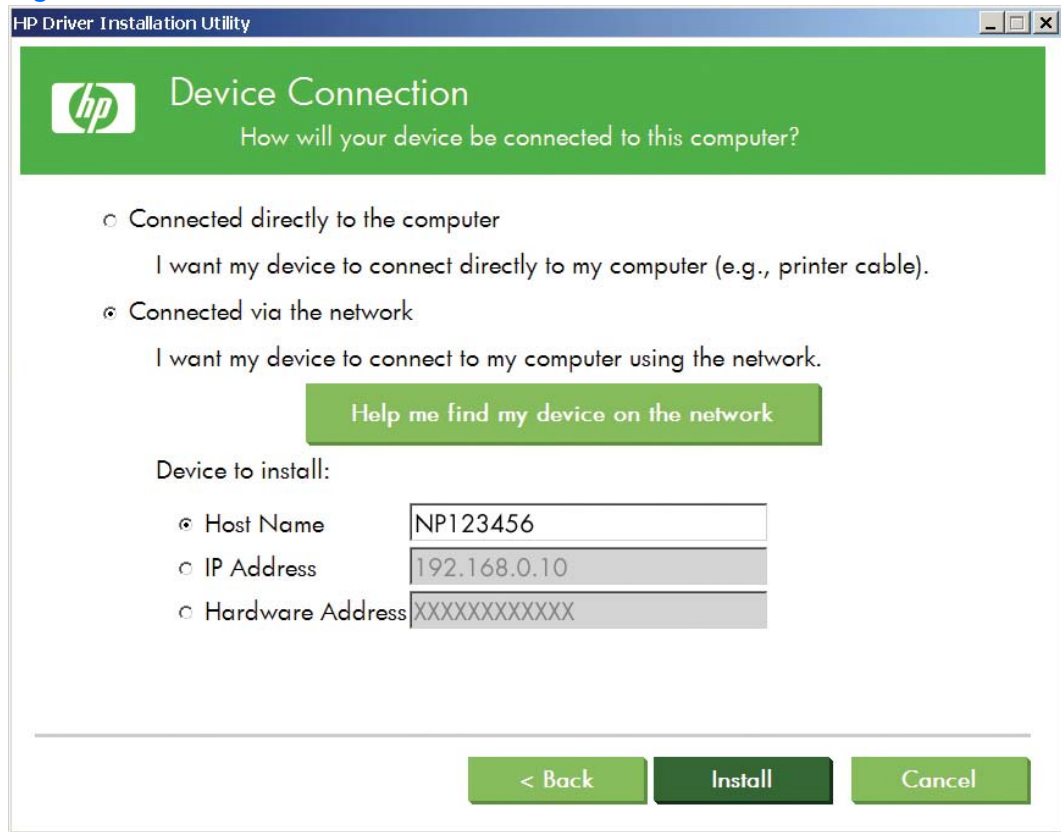 HP Driver Installation Utility
hp
Device Connection
How will your device be connected to this computer?
Connected directly to the computer
I want my device to connect directly to my computer (e.g., printer cable).
Connected via the network
I want my device to connect to my computer using the network.
Help me find my device on the network
Device to install:
Host Name NP123456
IP Address 192.168.0.10
Hardware Address XXXXXXXXXXXX
< Back Install Cancel